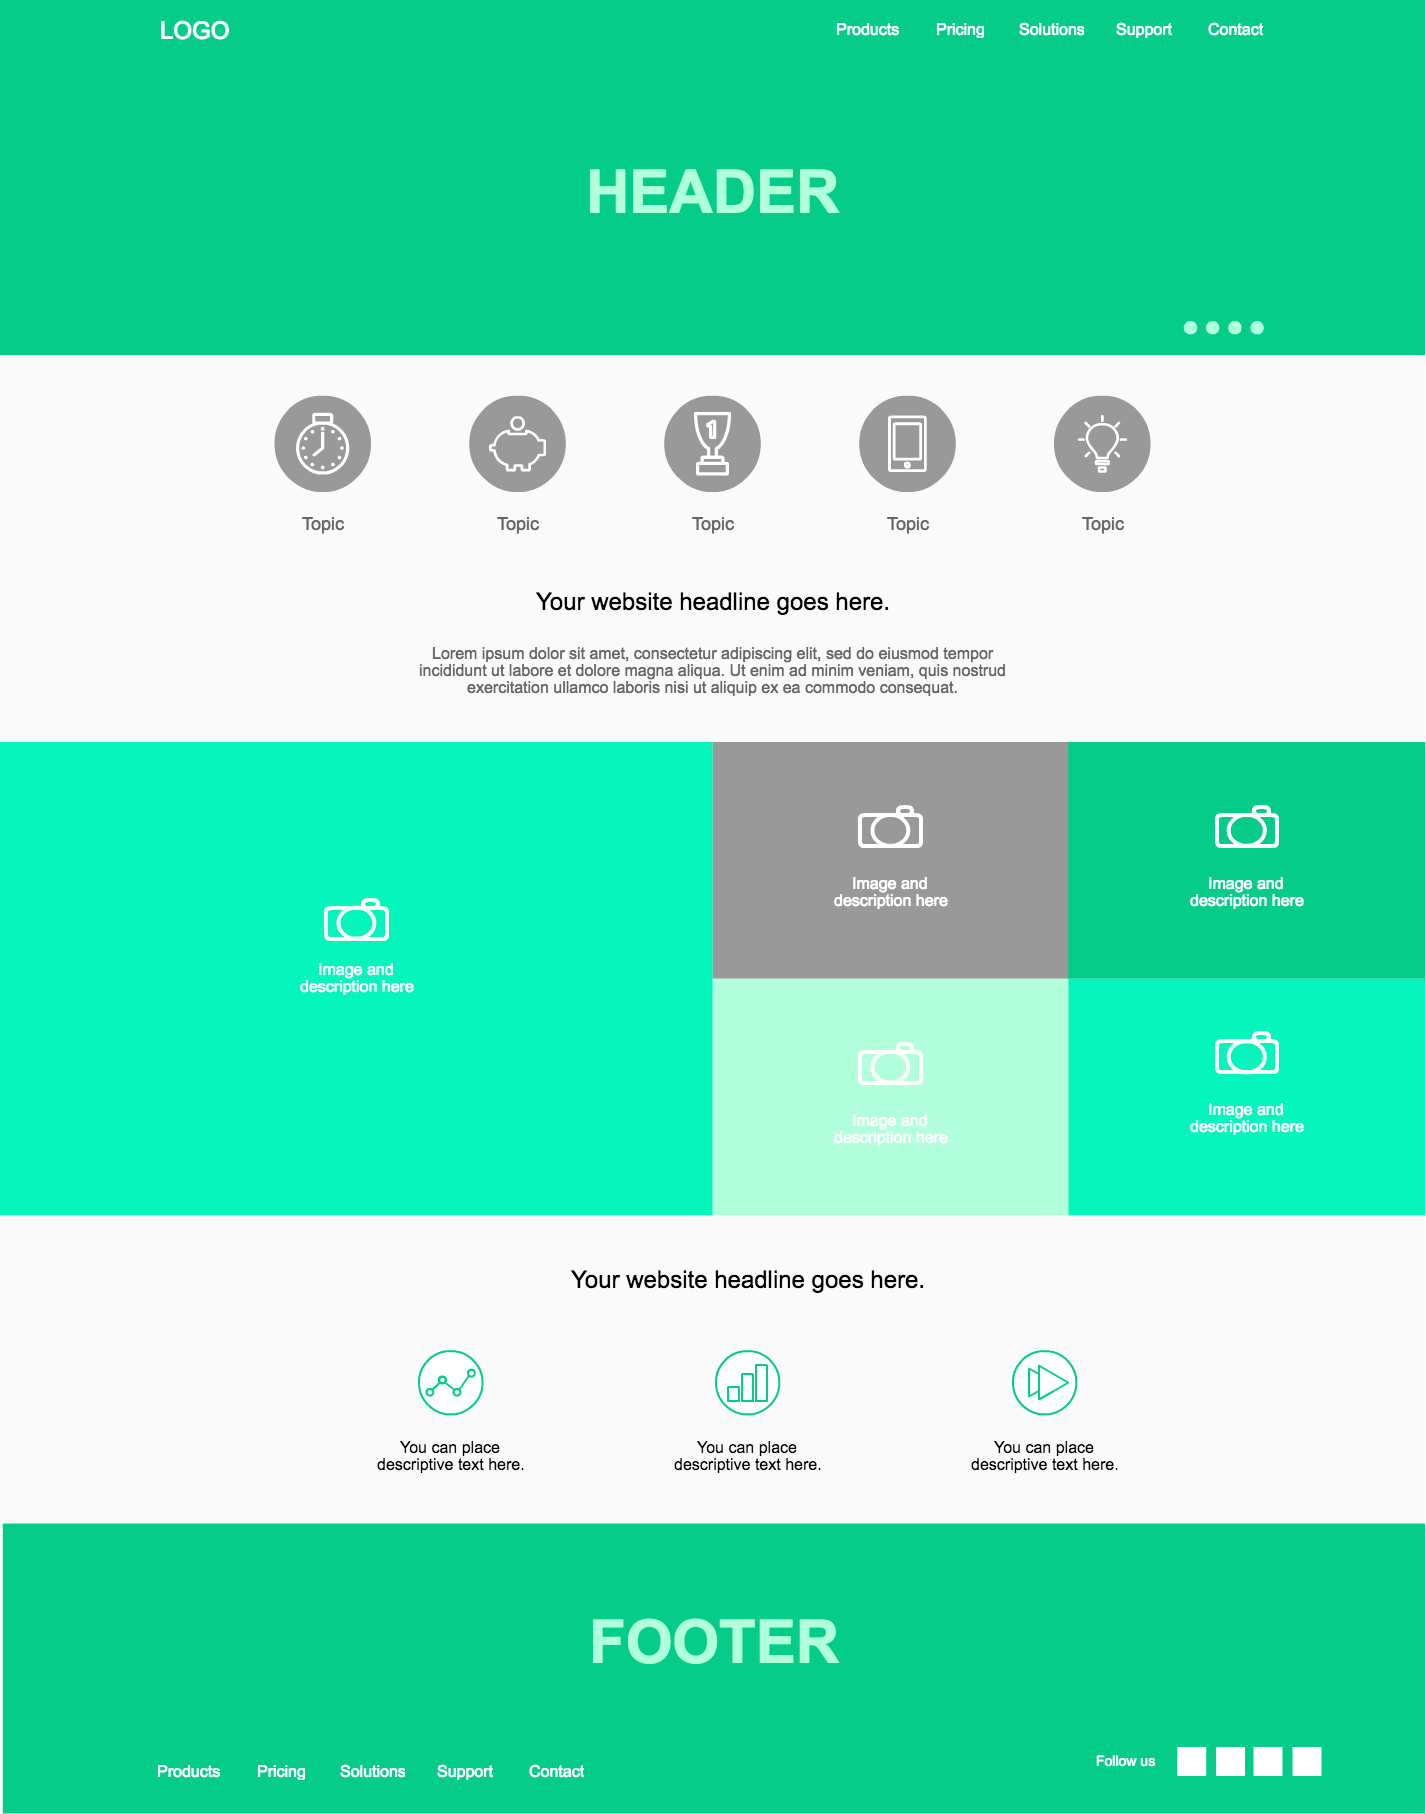 LOGO
Products Pricing Solutions Support Contact
HEADER
1
Topic Topic Topic Topic Topic
Your website headline goes here.
Lorem ipsum dolor sit amet, consectetur adipiscing elit, sed do eiusmod tempor
incididunt ut labore et dolore magna aliqua. Ut enim ad minim veniam, quis nostrud
exercitation ullamco laboris nisi ut aliquip ex ea commodo consequat.
Image and
description here
Image and
description here
Image and
description here
Image and
description here
Image and
description here
Your website headline goes here.
You can place
descriptive text here.
You can place
descriptive text here.
You can place
descriptive text here.
FOOTER
Products Pricing Solutions Support Contact
Follow us